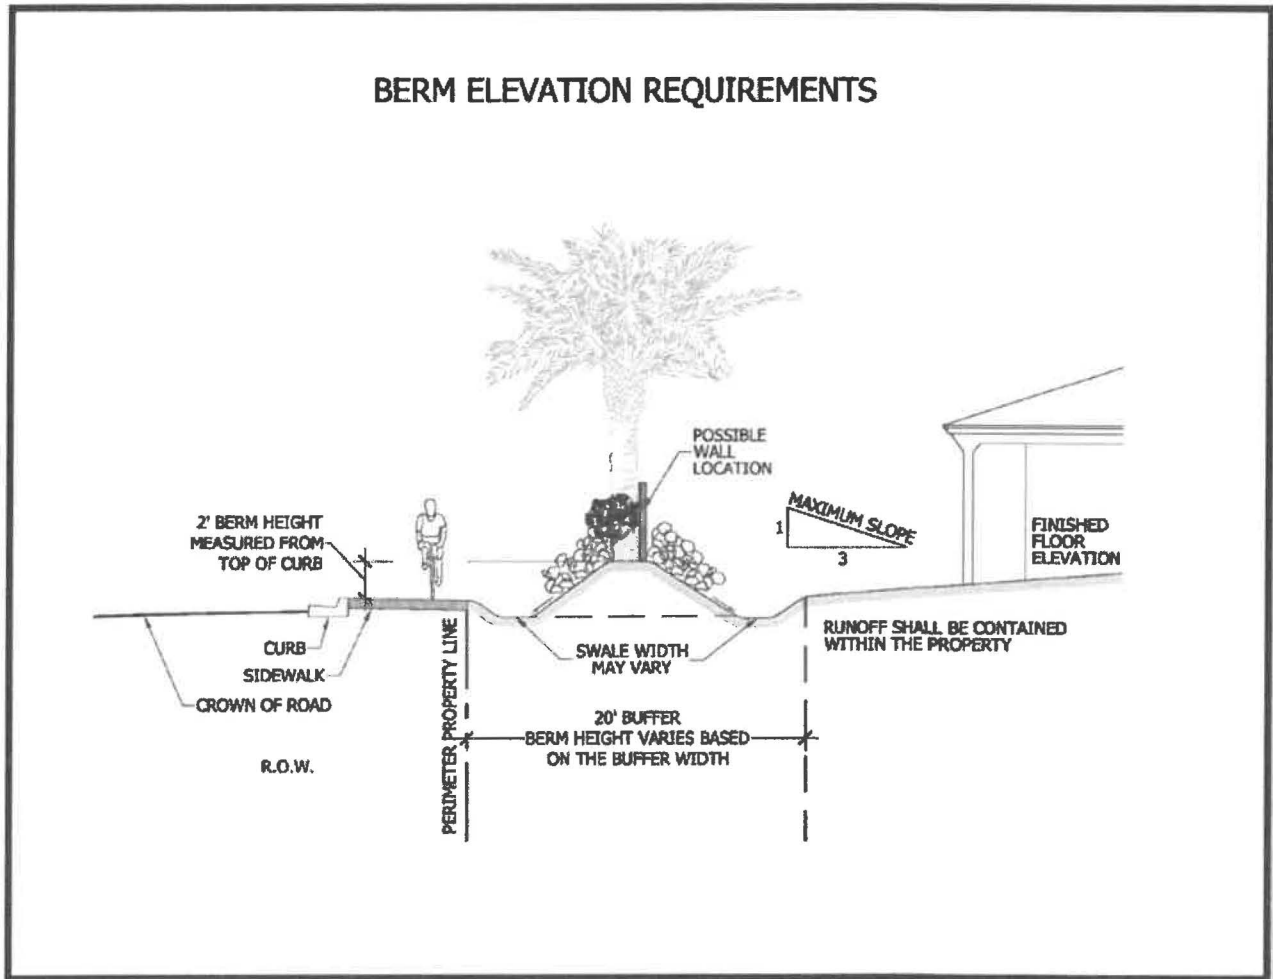 BERM ELEVATION REQUIREMENTS
POSSIBLE
WALL
LOCATION
2' BERM HEIGHT
MEASURED FROM
TOP OF CURB
MAXIMUM SLOPE
1
3
FINISHED
FLOOR
ELEVATION
CURB
SIDEWALK
CROWN OF ROAD
R.O.W.
PERIMETER PROPERTY LINE
SWALE WIDTH
MAY VARY
RUNOFF SHALL BE CONTAINED
WITHIN THE PROPERTY
20' BUFFER
BERM HEIGHT VARIES BASED
ON THE BUFFER WIDTH